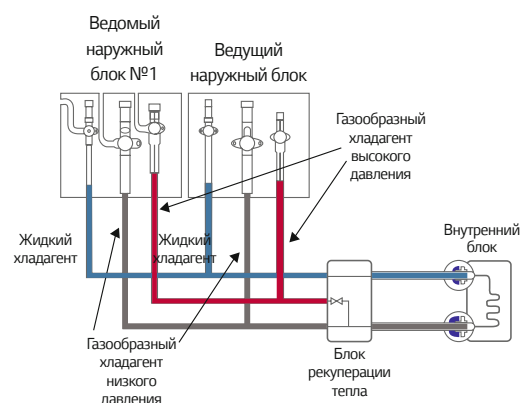 Ведомый
наружный
блок №1
Ведущий
наружный блок
Газообразный
хладагент
высокого
давления
Жидкий
хладагент
Жидкий
хладагент
Внутренний
блок
Газообразный
хладагент
низкого
давления
Блок
рекуперации
тепла